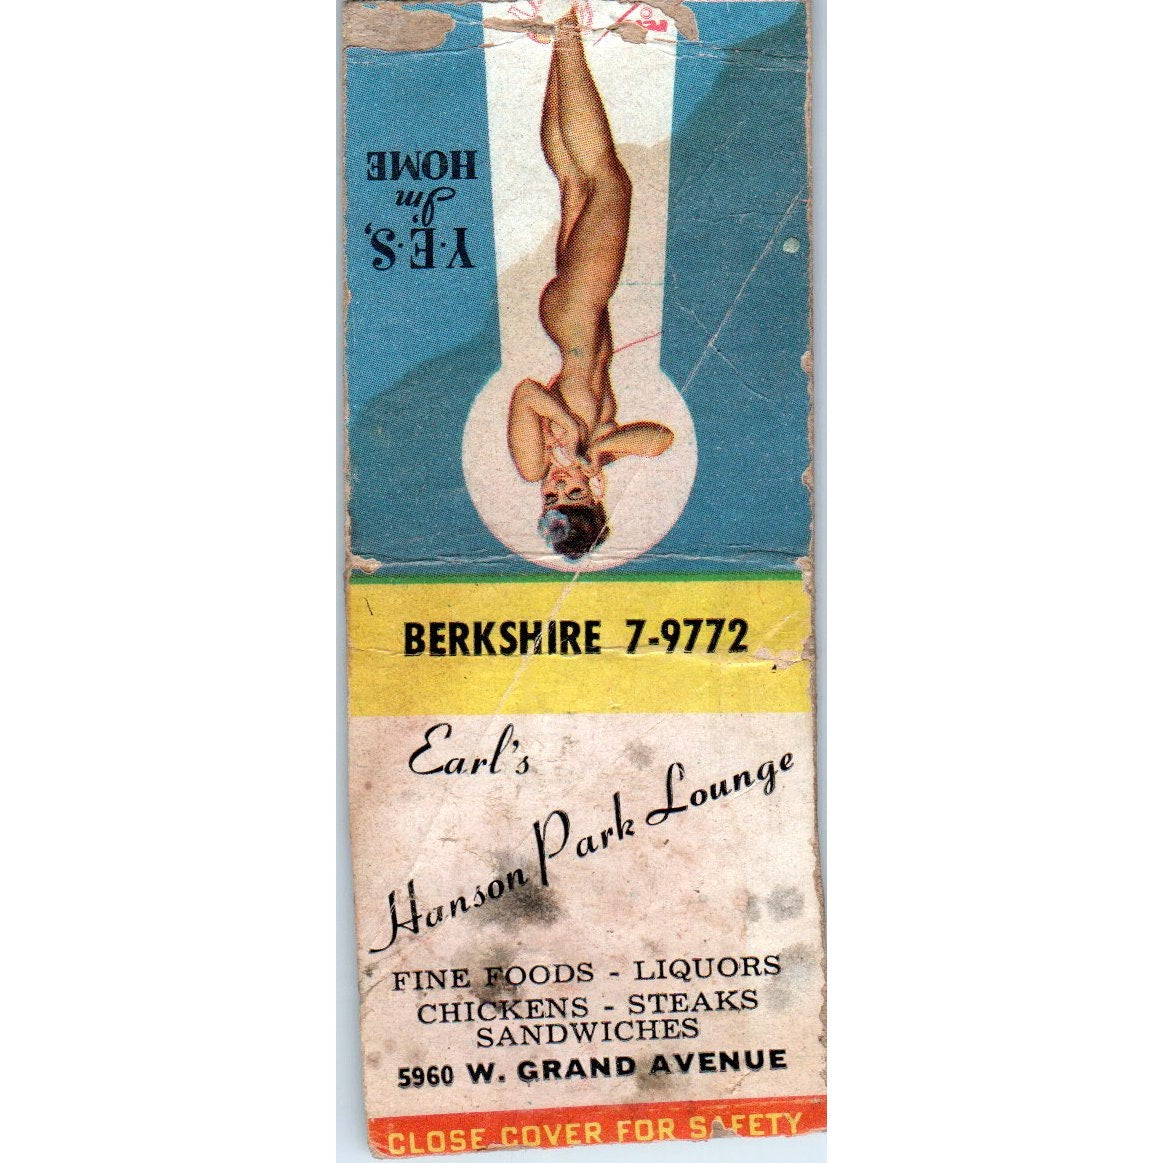 Y·E·S,
I'm
HOME
BERKSHIRE 7-9772
Earl's
Hanson Park Lounge
FINE FOODS - LIQUORS
CHICKENS - STEAKS
SANDWICHES
5960 W. GRAND AVENUE
CLOSE COVER FOR SAFETY